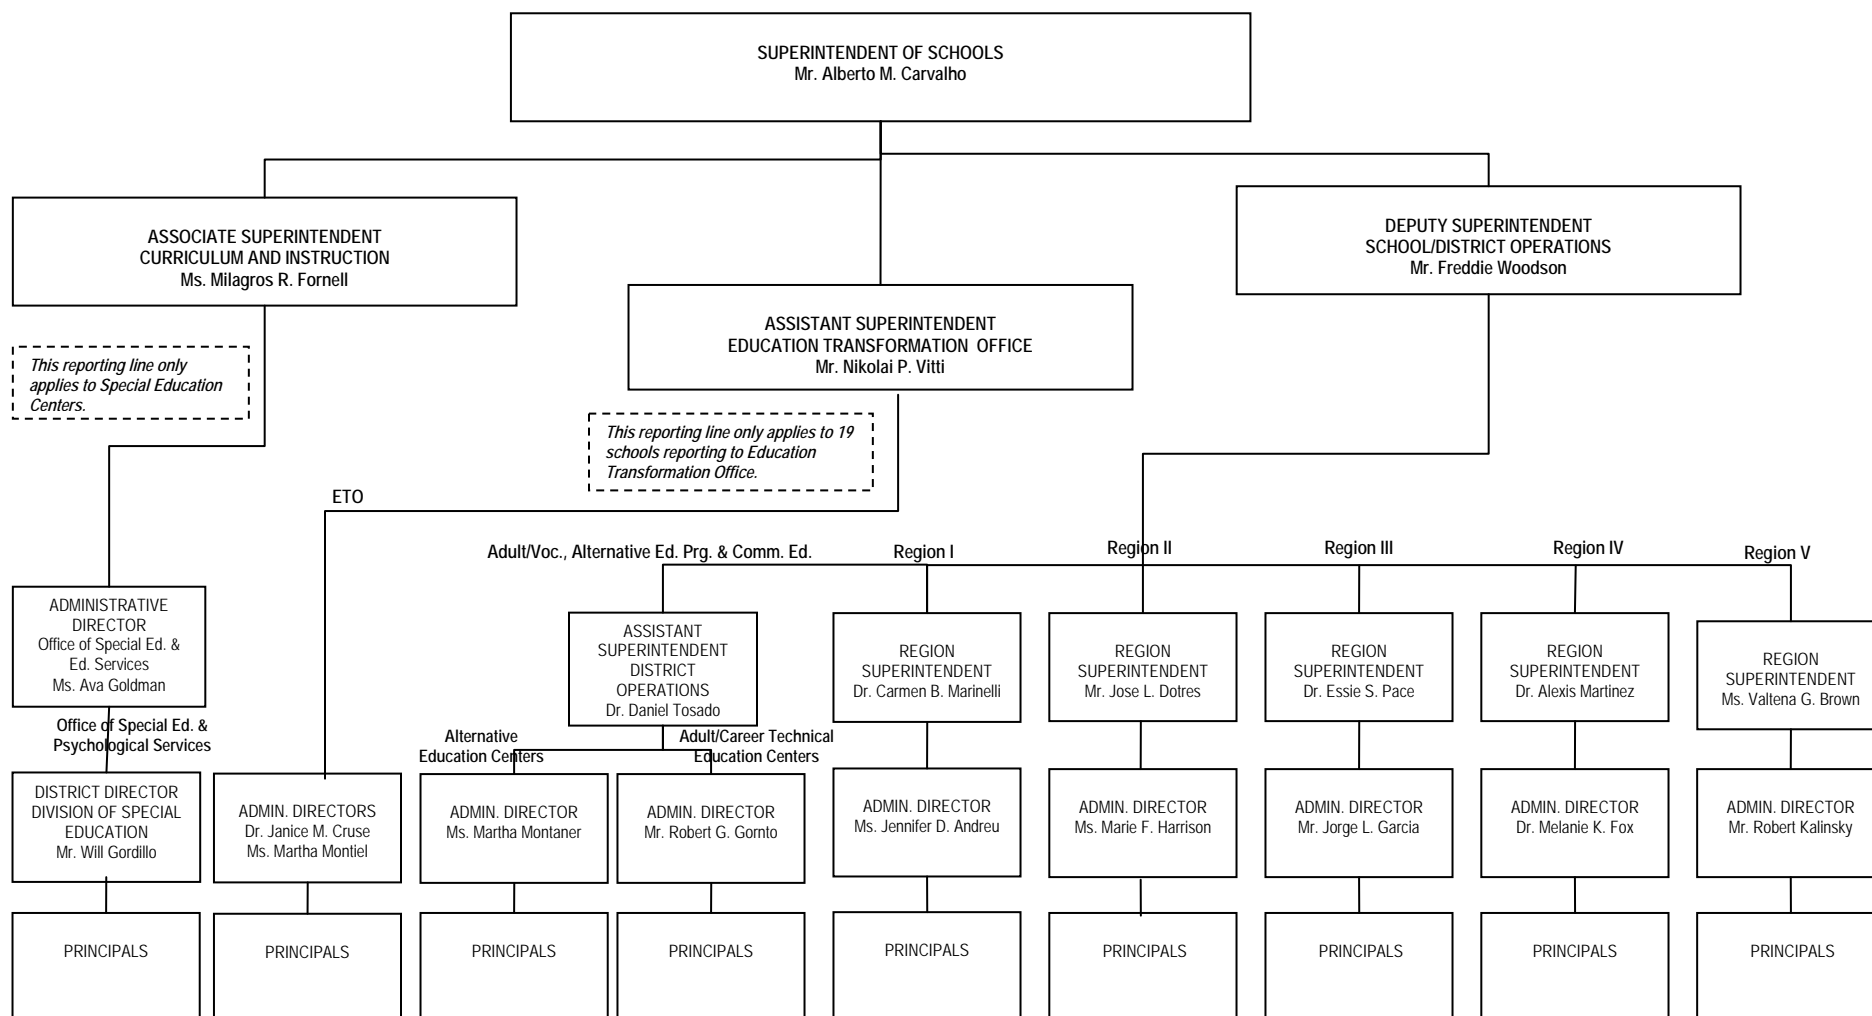 SUPERINTENDENT OF SCHOOLS
Mr. Alberto M. Carvalho
ASSOCIATE SUPERINTENDENT
CURRICULUM AND INSTRUCTION
Ms. Milagros R. Fornell
DEPUTY SUPERINTENDENT
SCHOOL/DISTRICT OPERATIONS
Mr. Freddie Woodson
ASSISTANT SUPERINTENDENT
EDUCATION TRANSFORMATION OFFICE
Mr. Nikolai P. Vitti
This reporting line only
applies to Special Education
Centers.
This reporting line only applies to 19
schools reporting to Education
Transformation Office.
ETO
Adult/Voc., Alternative Ed. Prg. & Comm. Ed.
Region I
Region II
Region III
Region IV
Region V
ADMINISTRATIVE
DIRECTOR
Office of Special Ed. &
Ed. Services
Ms. Ava Goldman
ASSISTANT
SUPERINTENDENT
DISTRICT
OPERATIONS
Dr. Daniel Tosado
REGION
SUPERINTENDENT
Dr. Carmen B. Marinelli
REGION
SUPERINTENDENT
Mr. Jose L. Dotres
REGION
SUPERINTENDENT
Dr. Essie S. Pace
REGION
SUPERINTENDENT
Dr. Alexis Martinez
REGION
SUPERINTENDENT
Ms. Valtena G. Brown
Office of Special Ed. &
Psychological Services
Alternative
Education Centers
Adult/Career Technical
Education Centers
DISTRICT DIRECTOR
DIVISION OF SPECIAL
EDUCATION
Mr. Will Gordillo
ADMIN. DIRECTORS
Dr. Janice M. Cruse
Ms. Martha Montiel
ADMIN. DIRECTOR
Ms. Martha Montaner
ADMIN. DIRECTOR
Mr. Robert G. Gornto
ADMIN. DIRECTOR
Ms. Jennifer D. Andreu
ADMIN. DIRECTOR
Ms. Marie F. Harrison
ADMIN. DIRECTOR
Mr. Jorge L. Garcia
ADMIN. DIRECTOR
Dr. Melanie K. Fox
ADMIN. DIRECTOR
Mr. Robert Kalinsky
PRINCIPALS
PRINCIPALS
PRINCIPALS
PRINCIPALS
PRINCIPALS
PRINCIPALS
PRINCIPALS
PRINCIPALS
PRINCIPALS